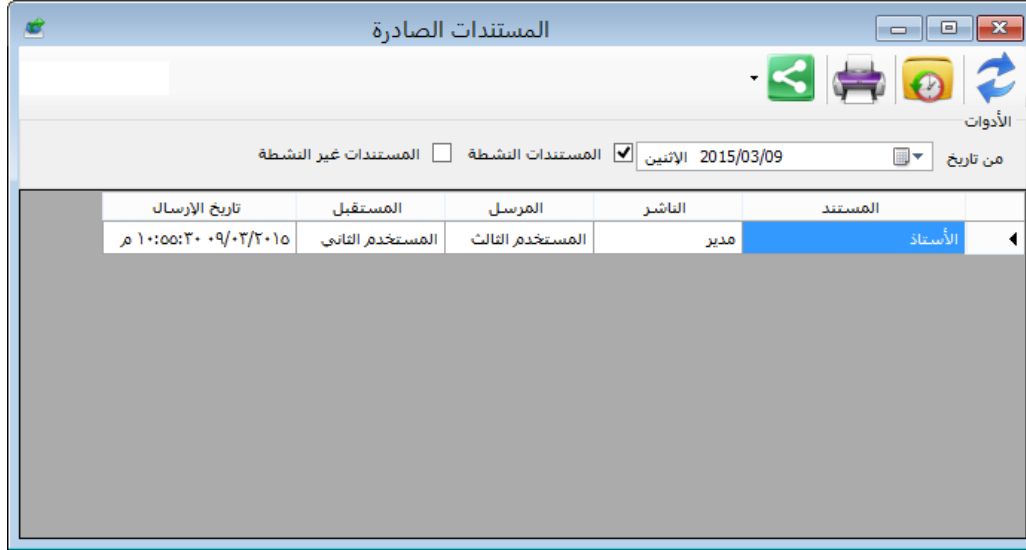 المستندات الصادرة
الأدوات
من تاريخ 2015/03/09 الاثنين المستندات النشطة المستندات غير النشطة
المستند الناشر المرسل المستقبل تاريخ الإرسال
الأستاذ مدير المستخدم الثالث المستخدم الثاني ٠٩/٠٣/٢٠١٥ ١٠:٥٥:٣٠ م